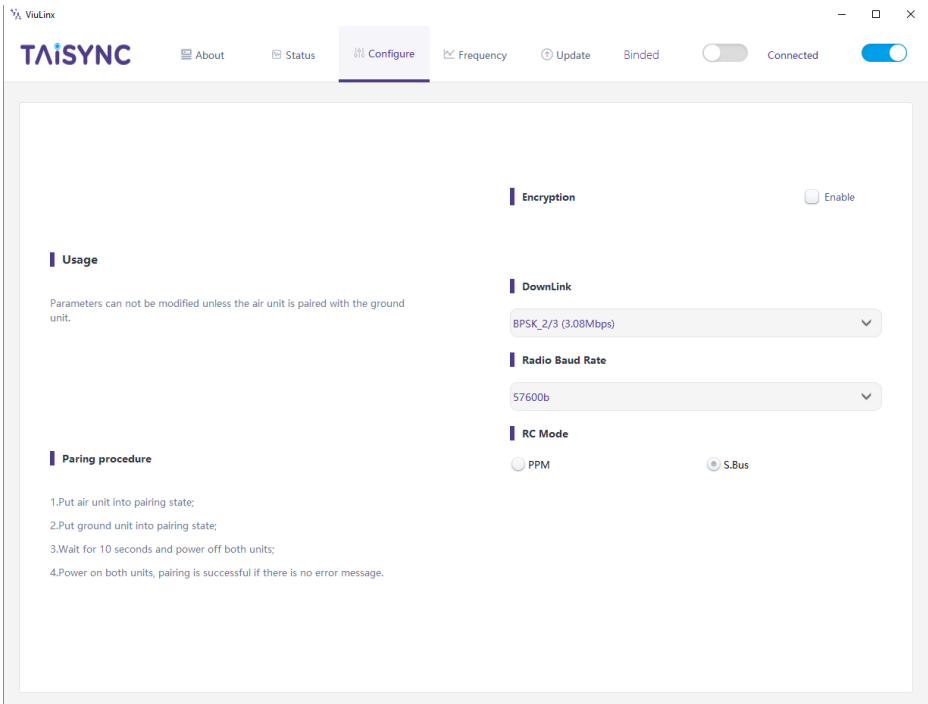 ViuLinx
TAiSYNC
About
Status
Configure
Frequency
Update
Binded
Connected
Usage
Parameters can not be modified unless the air unit is paired with the ground
unit.
Paring procedure
1.Put air unit into pairing state;
2.Put ground unit into pairing state;
3.Wait for 10 seconds and power off both units;
4.Power on both units, pairing is successful if there is no error message.
Encryption
Enable
DownLink
BPSK_2/3 (3.08Mbps)
Radio Baud Rate
57600b
RC Mode
PPM
S.Bus